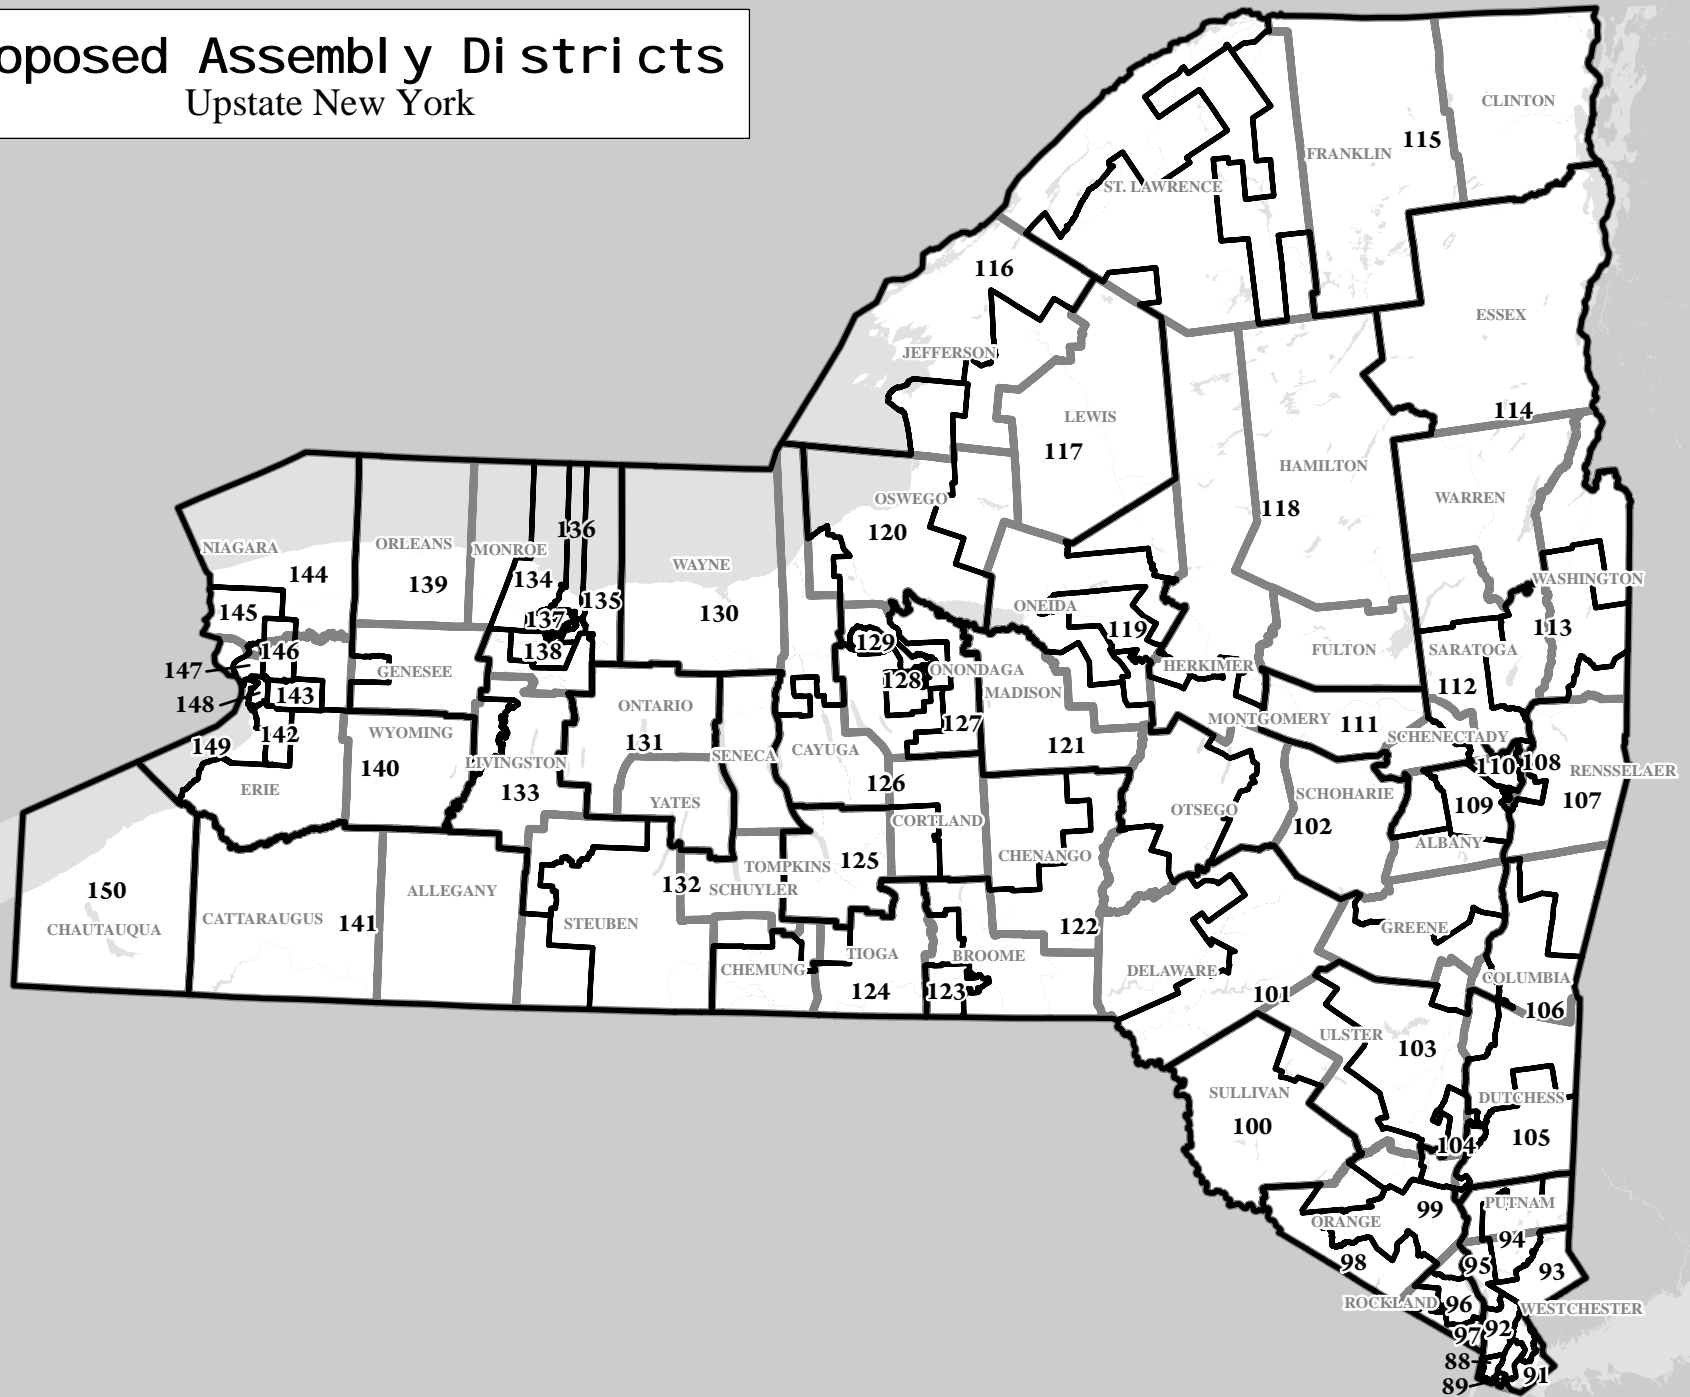 oposed Assembly Districts
Upstate New York
CLINTON
115
FRANKLIN
ST. LAWRENCE
116
ESSEX
JEFFERSON
114
LEWIS
117
HAMILTON
WARREN
OSWEGO
118
120
136
NIAGARA
ORLEANS
MONROE
WAYNE
144
139
134
WASHINGTON
145
135
130
ONEIDA
137
119
113
129
146
138
FULTON
SARATOGA
147
GENESEE
ONONDAGA
HERKIMER
128
MADISON
112
148
143
ONTARIO
127
MONTGOMERY
111
142
WYOMING
131
SCHENECTADY
149
CAYUGA
121
SENECA
LIVINGSTON
140
110
108
RENSSELAER
126
ERIE
133
YATES
OTSEGO
SCHOHARIE
109
107
CORTLAND
102
ALBANY
125
CHENANGO
TOMPKINS
150
ALLEGANY
132
SCHUYLER
CHAUTAUQUA
CATTARAUGUS
141
STEUBEN
122
GREENE
TIOGA
BROOME
CHEMUNG
DELAWARE
COLUMBIA
124
123
101
106
ULSTER
103
SULLIVAN
DUTCHESS
100
104
105
PUTNAM
99
ORANGE
94
98
95
93
ROCKLAND
96
WESTCHESTER
97
92
88
91
89